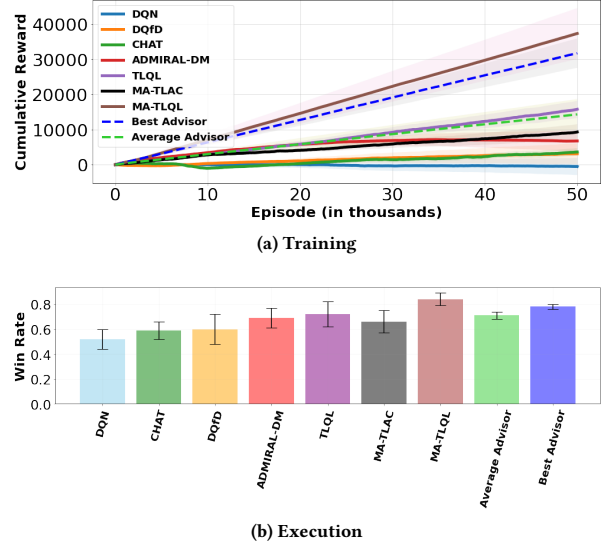 DQN
DQfD
CHAT
ADMIRAL-DM
TLQL
MA-TLAC
MA-TLQL
Best Advisor
Average Advisor
Cumulative Reward
40000
30000
20000
10000
0
0 10 20 30 40 50
Episode (in thousands)
(a) Training
Win Rate
0.8
0.6
0.4
0.2
0.0
DQN CHAT DQfD ADMIRAL-DM TLQL MA-TLAC MA-TLQL Average Advisor Best Advisor
(b) Execution